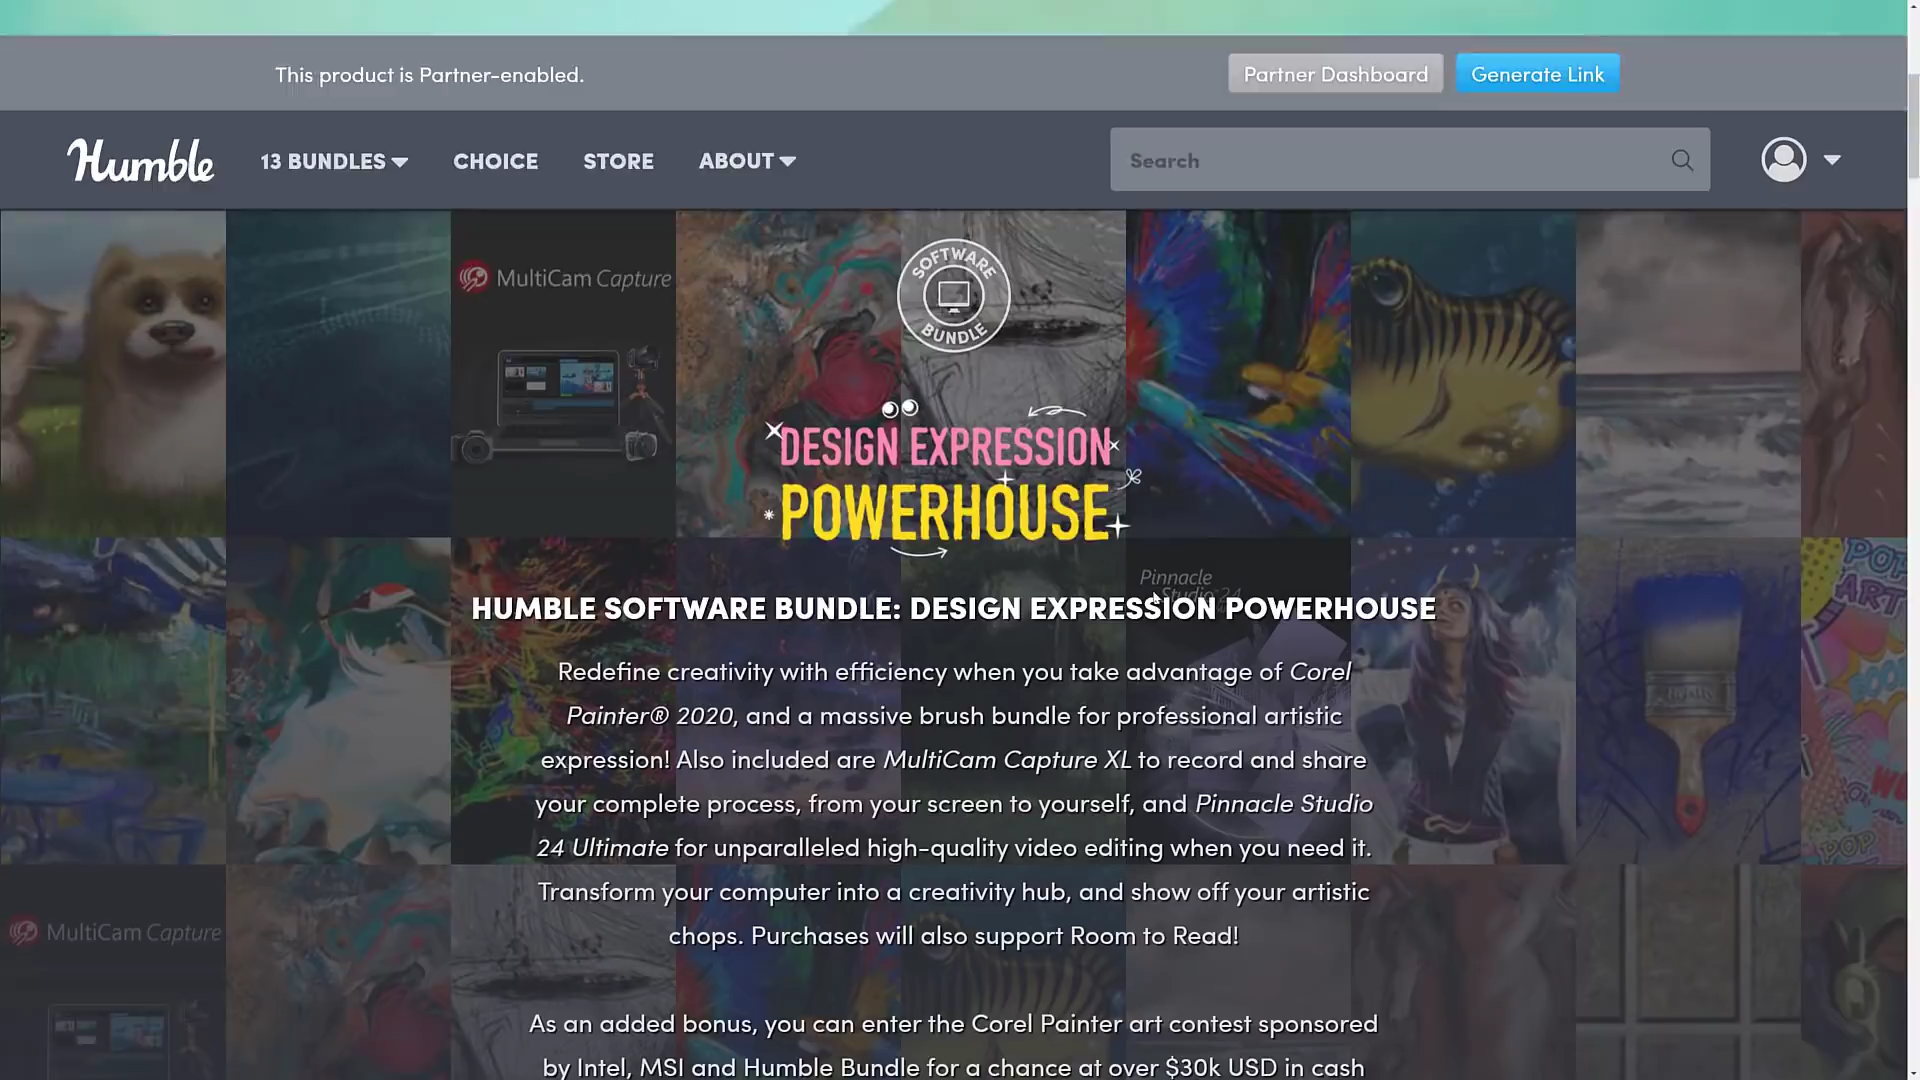 This product is Partner-enabled.
Partner Dashboard
Generate Link
Humble
13 BUNDLES
CHOICE
STORE
ABOUT
Search
MultiCam Capture
SOFTWARE
BUNDLE
DESIGN EXPRESSION
POWERHOUSE
Pinnacle
Studio 24
HUMBLE SOFTWARE BUNDLE: DESIGN EXPRESSION POWERHOUSE
Redefine creativity with efficiency when you take advantage of Corel
Painter® 2020, and a massive brush bundle for professional artistic
expression! Also included are MultiCam Capture XL to record and share
your complete process, from your screen to yourself, and Pinnacle Studio
24 Ultimate for unparalleled high-quality video editing when you need it.
Transform your computer into a creativity hub, and show off your artistic
chops. Purchases will also support Room to Read!
POP
ART
POP
MultiCam Capture
As an added bonus, you can enter the Corel Painter art contest sponsored
by Intel, MSI and Humble Bundle for a chance at over $30k USD in cash